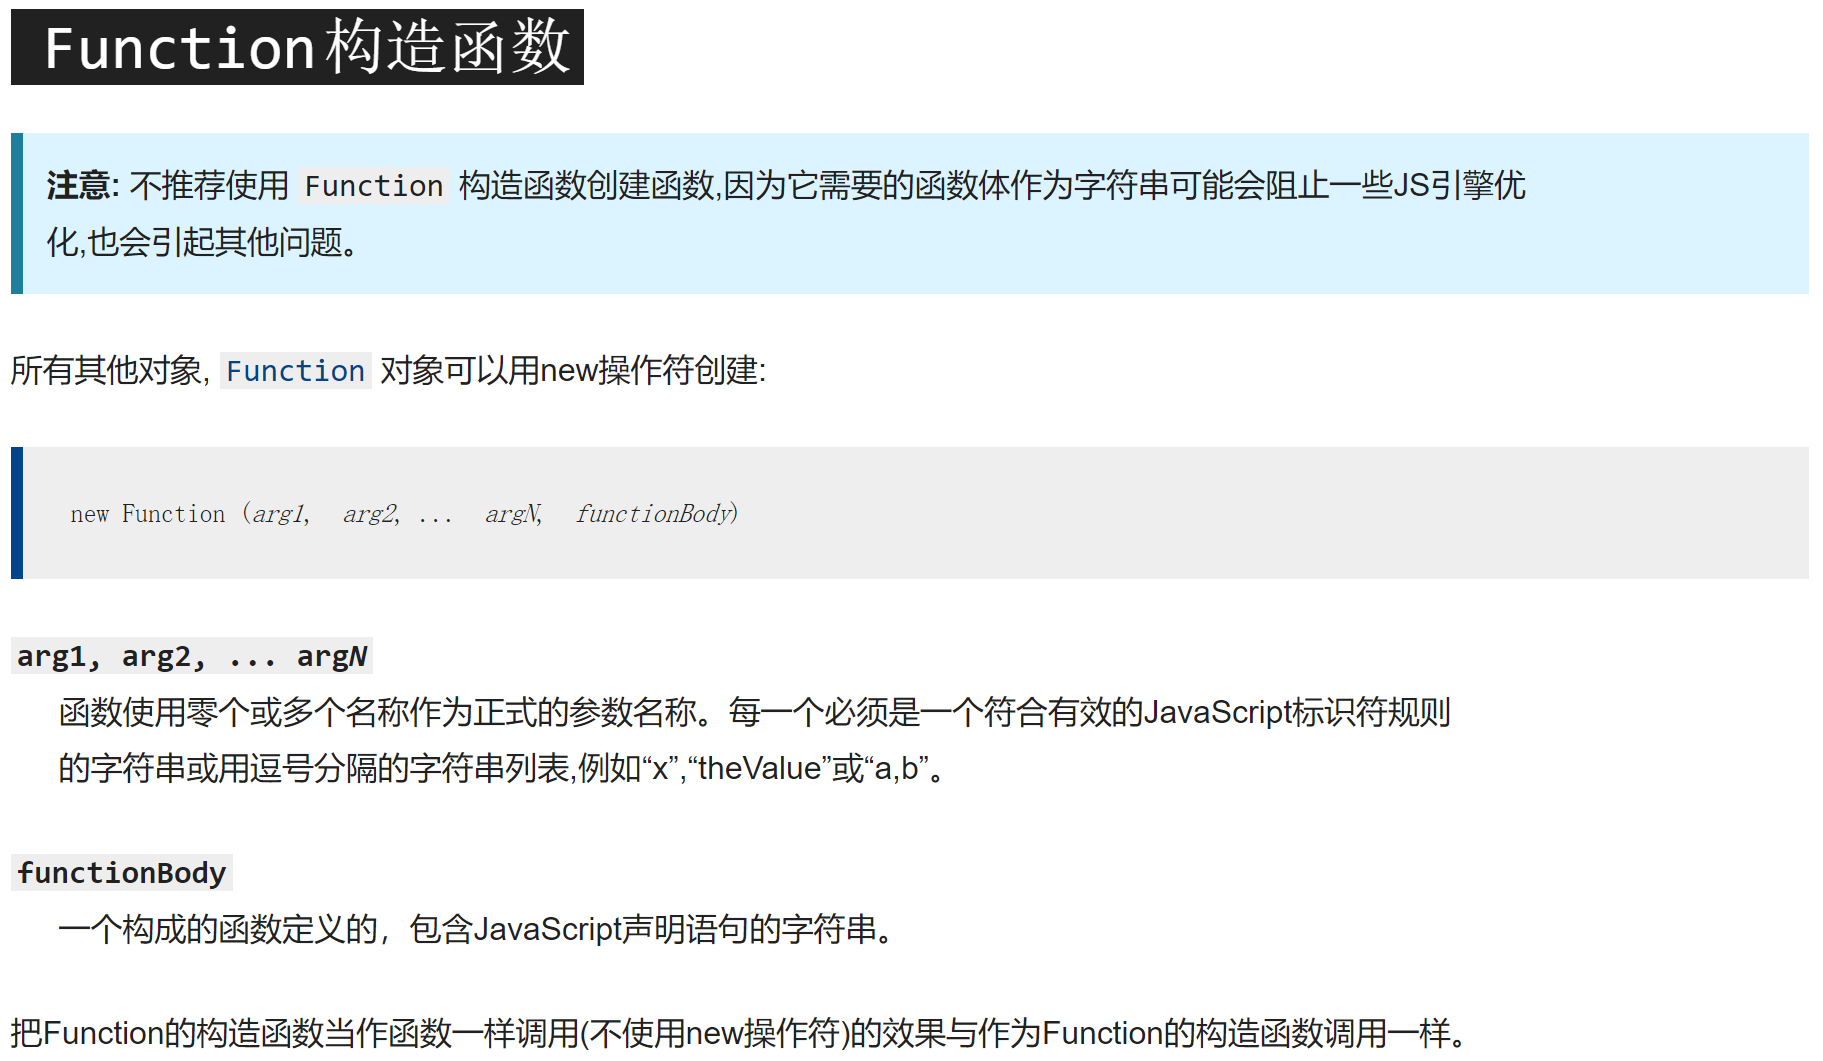 Function构造函数
注意: 不推荐使用 Function 构造函数创建函数,因为它需要的函数体作为字符串可能会阻止一些JS引擎优
化,也会引起其他问题。
所有其他对象, Function 对象可以用new操作符创建:
new Function (arg1, arg2, ... argN, functionBody)
arg1, arg2, ... argN
函数使用零个或多个名称作为正式的参数名称。每一个必须是一个符合有效的JavaScript标识符规则
的字符串或用逗号分隔的字符串列表,例如“x”,“theValue”或“a,b”。
functionBody
一个构成的函数定义的，包含JavaScript声明语句的字符串。
把Function的构造函数当作函数一样调用(不使用new操作符)的效果与作为Function的构造函数调用一样。